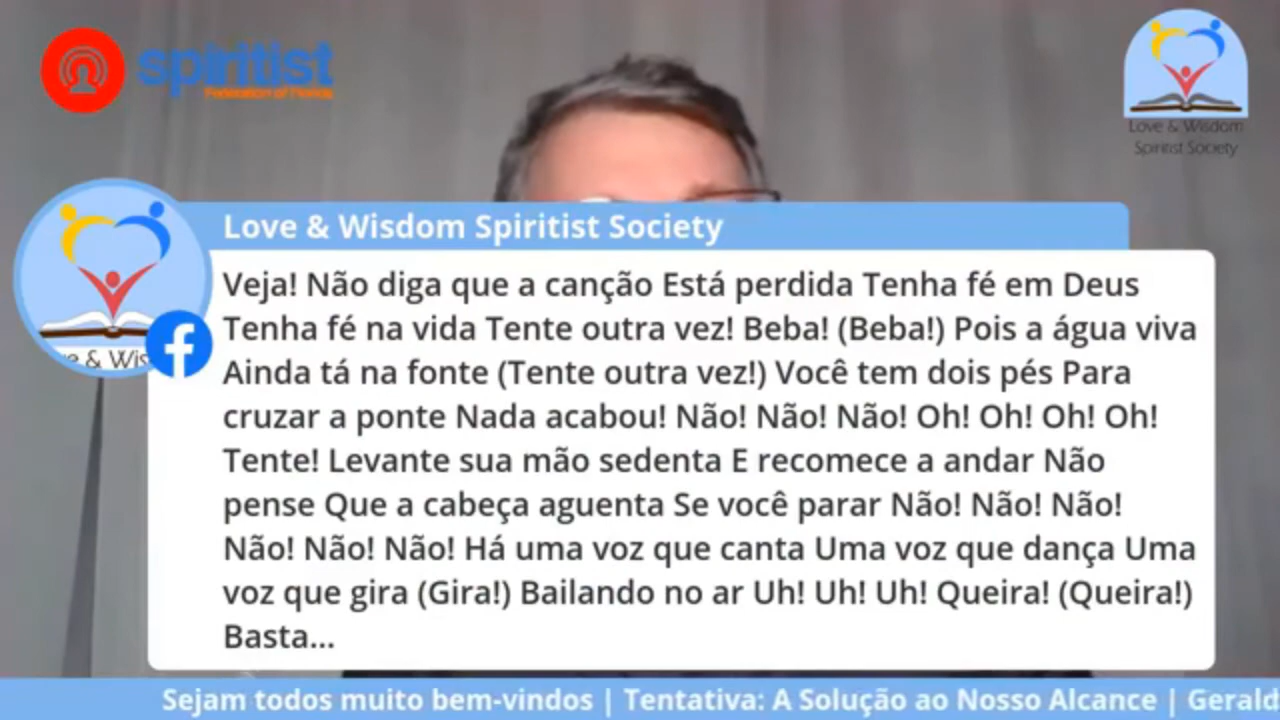 spiritist
Federation of Florida
Love & Wisdom
Spiritist Society
Love & Wisdom Spiritist Society
Veja! Não diga que a canção Está perdida Tenha fé em Deus
Tenha fé na vida Tente outra vez! Beba! (Beba!) Pois a água viva
Ainda tá na fonte (Tente outra vez!) Você tem dois pés Para
cruzar a ponte Nada acabou! Não! Não! Não! Oh! Oh! Oh! Oh!
Tente! Levante sua mão sedenta E recomece a andar Não
pense Que a cabeça aguenta Se você parar Não! Não! Não!
Não! Não! Não! Há uma voz que canta Uma voz que dança Uma
voz que gira (Gira!) Bailando no ar Uh! Uh! Uh! Queira! (Queira!)
Basta...
e & Wis
Sejam todos muito bem-vindos | Tentativa: A Solução ao Nosso Alcance | Gerald